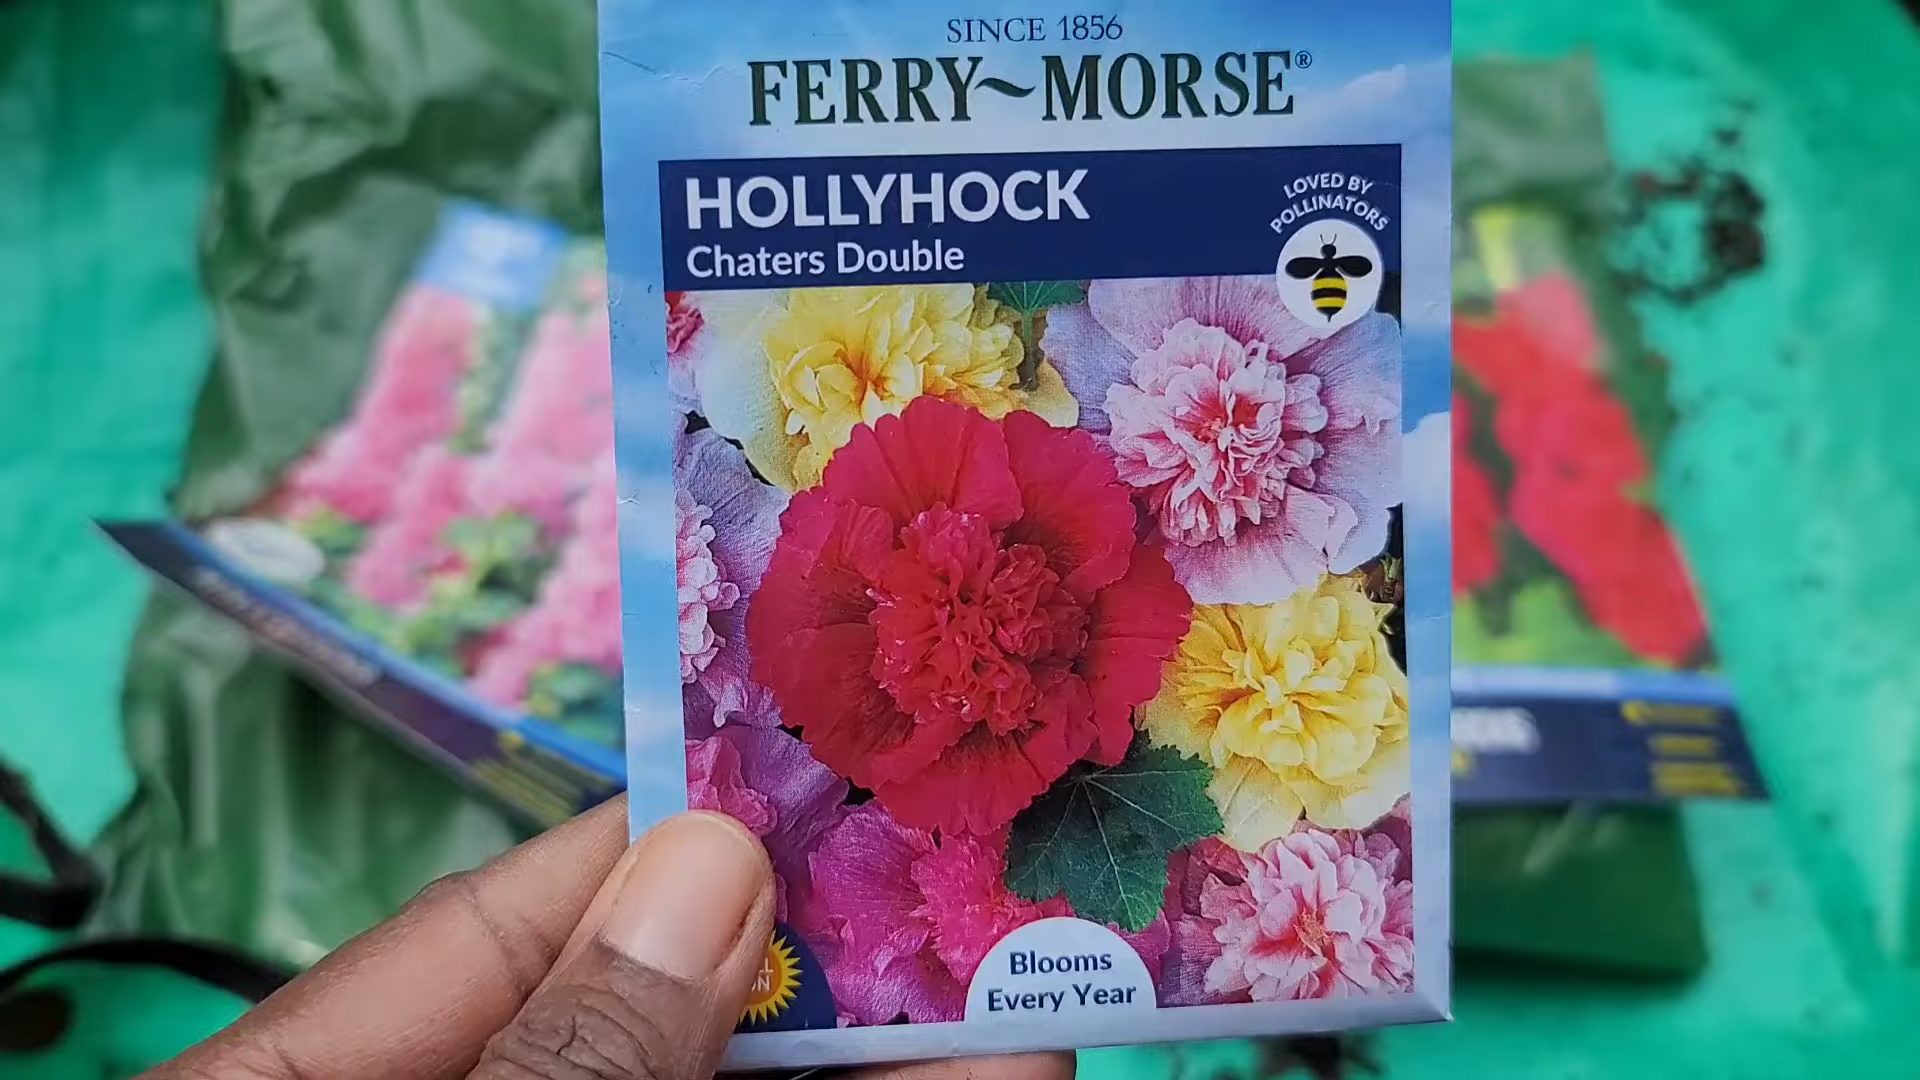 SINCE 1856
FERRY~MORSE®
HOLLYHOCK
Chaters Double
LOVED BY
POLLINATORS
Blooms
Every Year